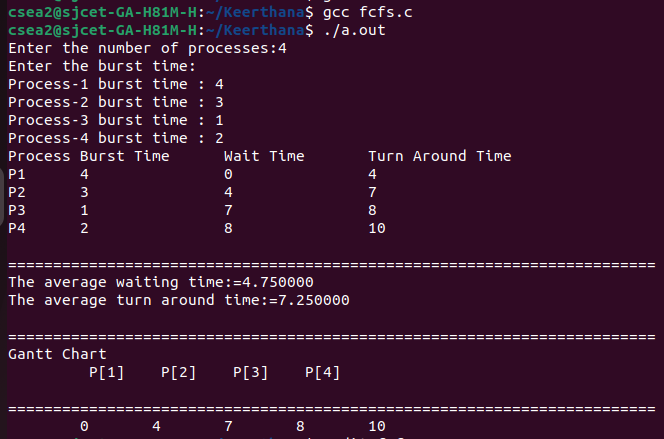 csea2@sjcet-GA-H81M-H:~/Keerthana$ gcc fcfs.c
csea2@sjcet-GA-H81M-H:~/Keerthana$ ./a.out
Enter the number of processes:4
Enter the burst time:
Process-1 burst time : 4
Process-2 burst time : 3
Process-3 burst time : 1
Process-4 burst time : 2
Process Burst Time      Wait Time       Turn Around Time
P1      4               0               4
P2      3               4               7
P3      1               7               8
P4      2               8               10
========================================================================
The average waiting time:=4.750000
The average turn around time:=7.250000
========================================================================
Gantt Chart
         P[1]    P[2]    P[3]    P[4]
========================================================================
        0       4       7       8       10